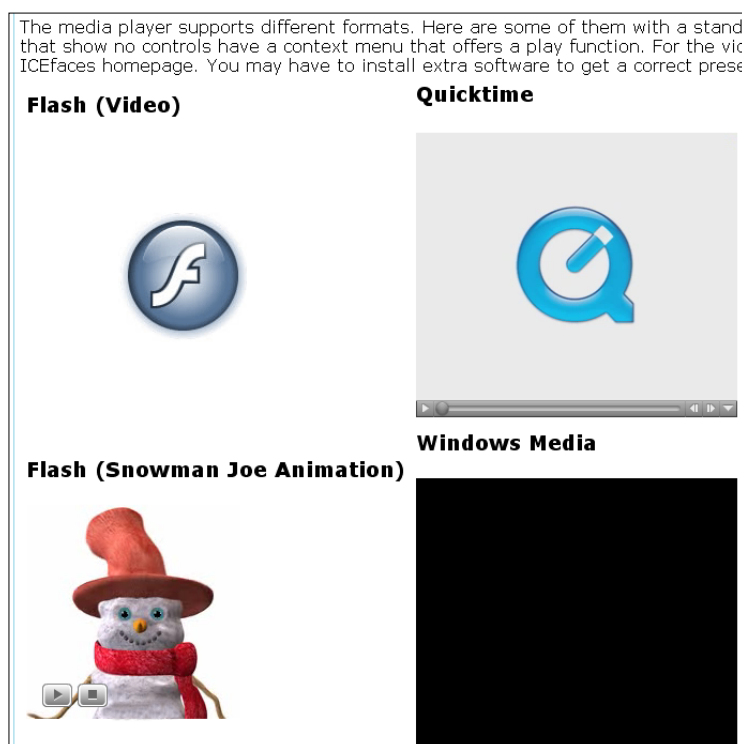 The media player supports different formats. Here are some of them with a stand
that show no controls have a context menu that offers a play function. For the
ICEfaces homepage. You may have to install extra software to get a correct
Flash (Video)
Quicktime
Windows Media
Flash (Snowman Joe Animation)